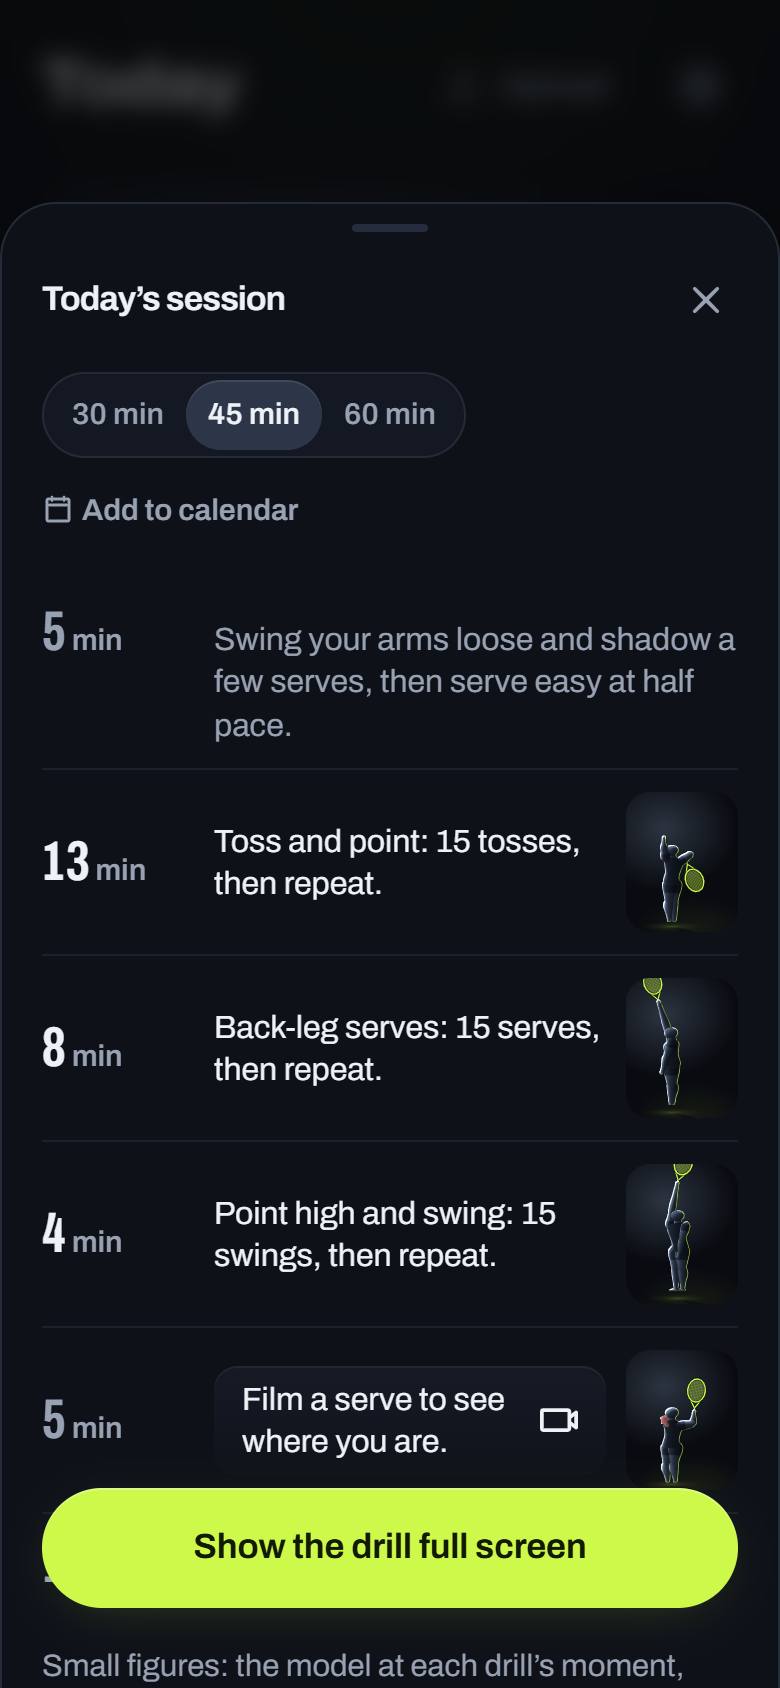 Today
Today’s session
30 min
45 min
60 min
Add to calendar
5 min
Swing your arms loose and shadow a
few serves, then serve easy at half
pace.
13 min
Toss and point: 15 tosses,
then repeat.
8 min
Back-leg serves: 15 serves,
then repeat.
4 min
Point high and swing: 15
swings, then repeat.
5 min
Film a serve to see
where you are.
Show the drill full screen
Small figures: the model at each drill’s moment,